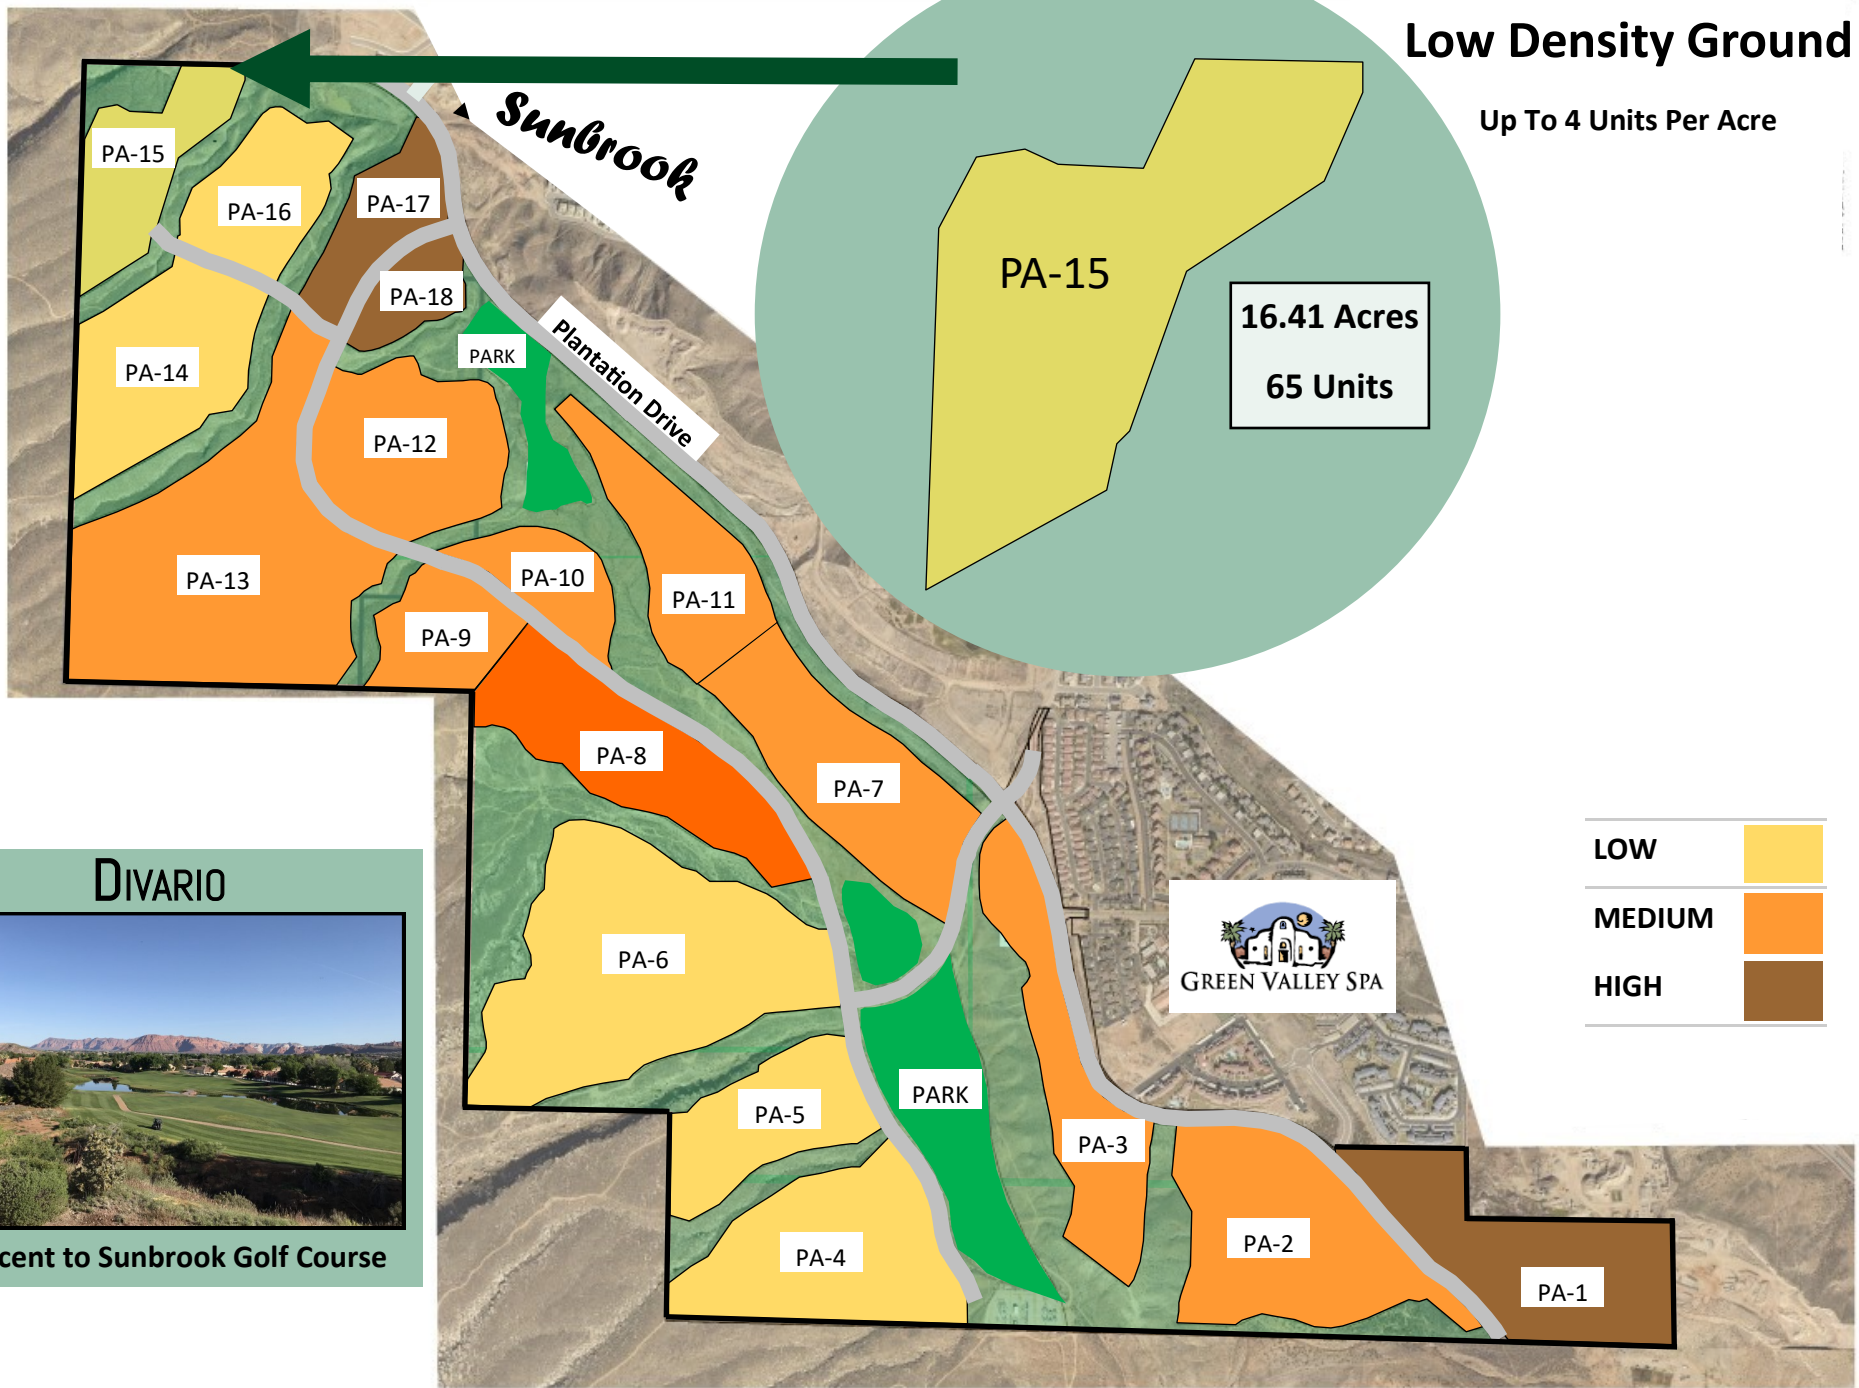 Low Density Ground
Up To 4 Units Per Acre
Sunbrook
PA-15
PA-16
PA-17
PA-18
PA-14
PARK
Plantation Drive
PA-15
16.41 Acres
65 Units
PA-12
PA-13
PA-10
PA-11
PA-9
PA-8
PA-7
LOW
MEDIUM
HIGH
DIVARIO
PA-6
GREEN VALLEY SPA
PARK
PA-5
PA-3
PA-4
PA-2
PA-1
cent to Sunbrook Golf Course